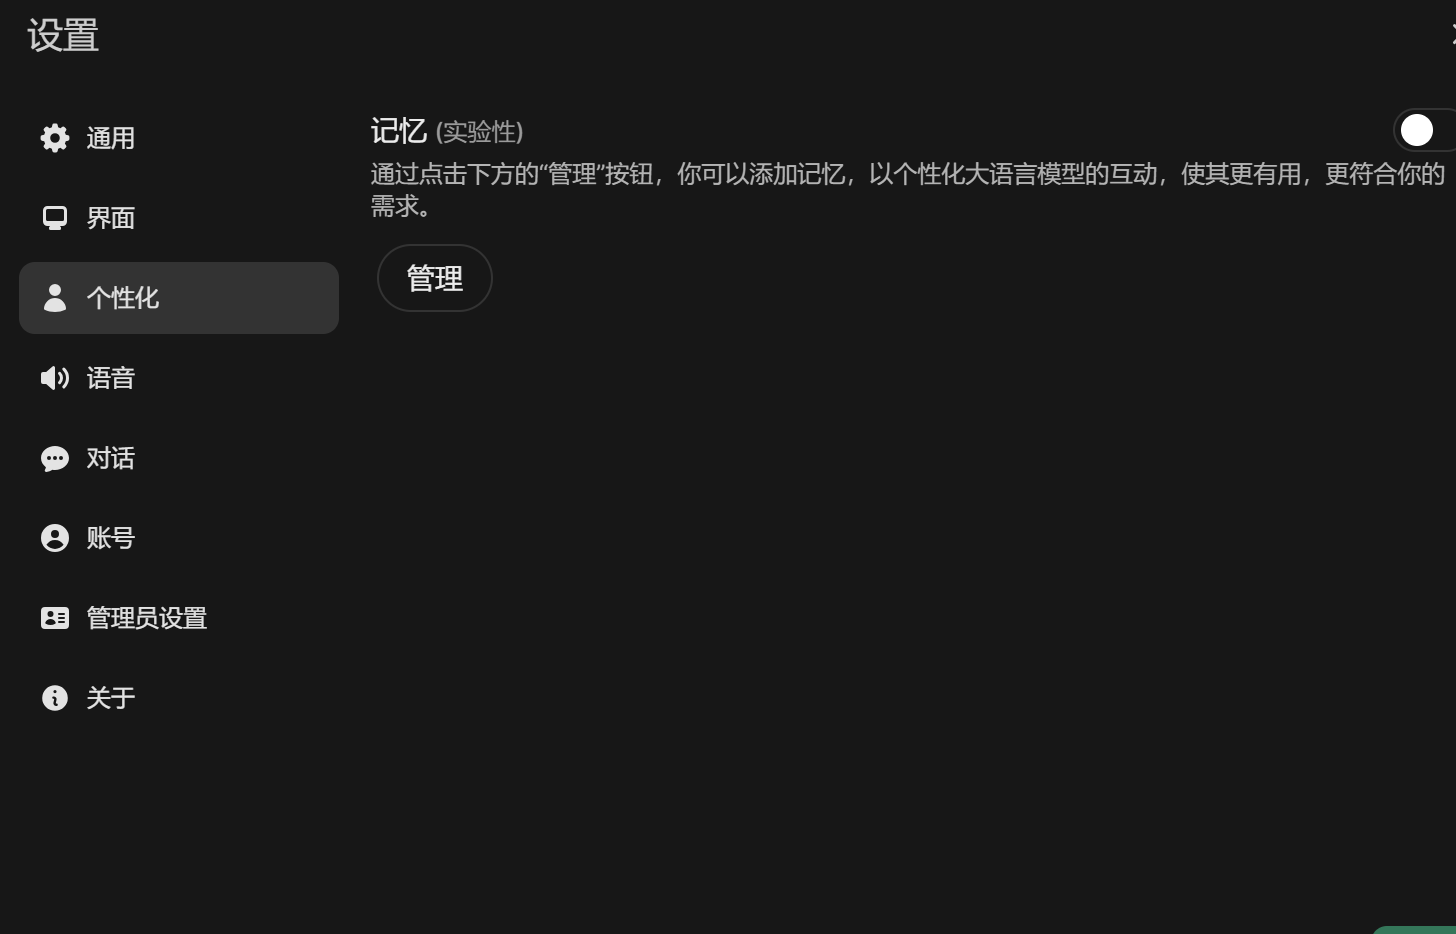 设置
通用
界面
个性化
语音
对话
账号
管理员设置
关于
记忆 (实验性)
通过点击下方的“管理”按钮，你可以添加记忆，以个性化大语言模型的互动，使其更有用，更符合你的
需求。
管理